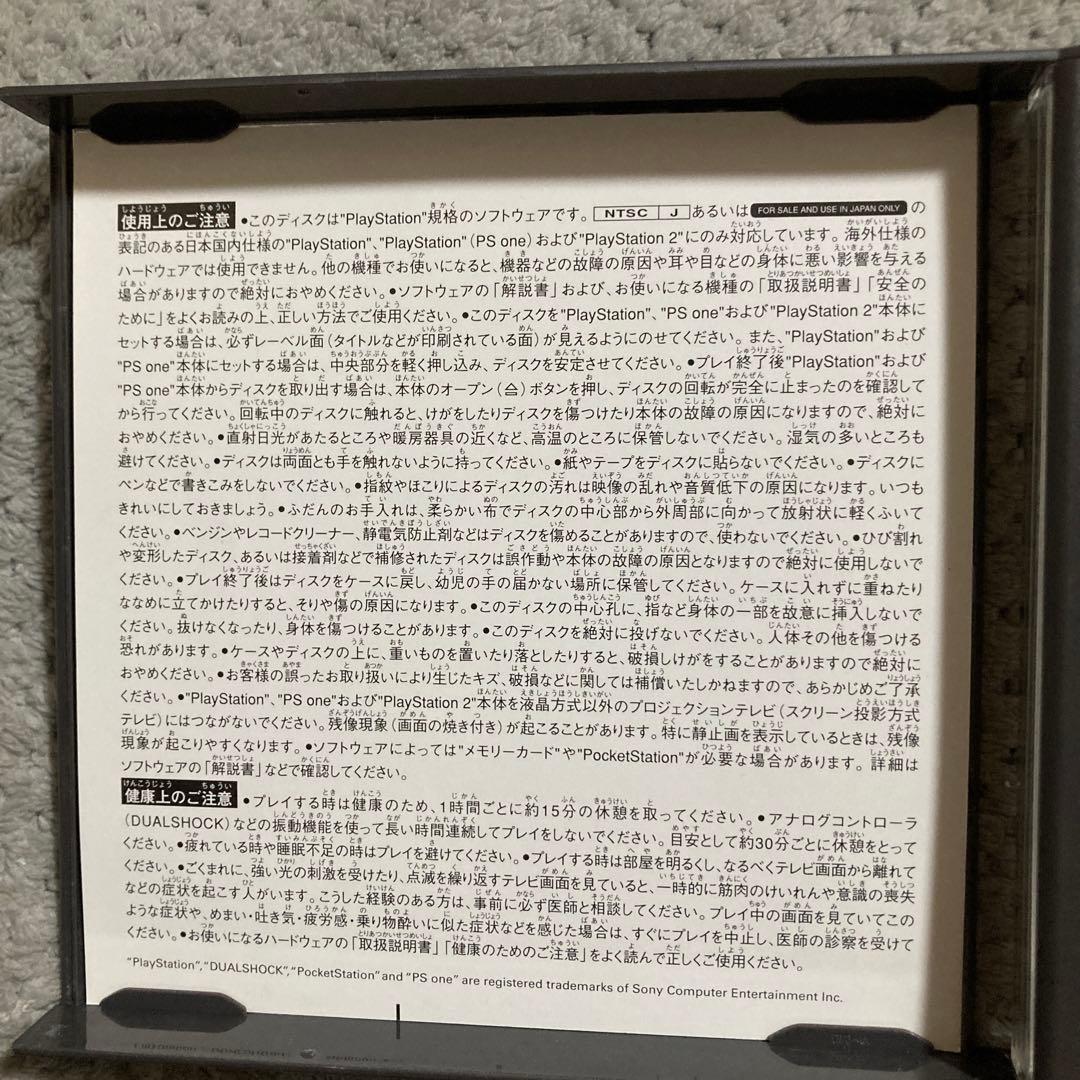 使用上のご注意 ●このディスクは"PlayStation"規格のソフトウェアです。 NTSC J あるいは FOR SALE AND USE IN JAPAN ONLY の
表記のある日本国内仕様の"PlayStation"、"PlayStation"(PS one)および"PlayStation 2"にのみ対応しています。海外仕様の
ハードウェアでは使用できません。他の機種でお使いになると、機器などの故障の原因や耳や目などの身体に悪い影響を与える
場合がありますので絶対におやめください。●ソフトウェアの「解説書」および、お使いになる機種の「取扱説明書」「安全の
ために」をよくお読みの上、正しい方法でご使用ください。●このディスクを"PlayStation"、"PS one"および"PlayStation 2"本体に
セットする場合は、必ずレーベル面(タイトルなどが印刷されている面)が見えるようにのせてください。また、"PlayStation"および
"PS one"本体にセットする場合は、中央部分を軽く押し込み、ディスクを安定させてください。●プレイ終了後"PlayStation"および
"PS one"本体からディスクを取り出す場合は、本体のオープン(≙)ボタンを押し、ディスクの回転が完全に止まったのを確認して
から行ってください。回転中のディスクに触れると、けがをしたりディスクを傷つけたり本体の故障の原因になりますので、絶対に
おやめください。●直射日光があたるところや暖房器具の近くなど、高温のところに保管しないでください。湿気の多いところも
避けてください。●ディスクは両面とも手を触れないように持ってください。●紙やテープをディスクに貼らないでください。●ディスクに
ペンなどで書きこみをしないでください。●指紋やほこりによるディスクの汚れは映像の乱れや音質低下の原因になります。いつも
きれいにしておきましょう。●ふだんのお手入れは、柔らかい布でディスクの中心部から外周部に向かって放射状に軽くふいて
ください。●ベンジンやレコードクリーナー、静電気防止剤などはディスクを傷めることがありますので、使わないでください。●ひび割れ
や変形したディスク、あるいは接着剤などで補修されたディスクは誤作動や本体の故障の原因となりますので絶対に使用しないで
ください。●プレイ終了後はディスクをケースに戻し、幼児の手の届かない場所に保管してください。ケースに入れずに重ねたり
ななめに立てかけたりすると、そりや傷の原因になります。●このディスクの中心孔に、指など身体の一部を故意に挿入しないで
ください。抜けなくなったり、身体を傷つけることがあります。●このディスクを絶対に投げないでください。人体その他を傷つける
恐れがあります。●ケースやディスクの上に、重いものを置いたり落としたりすると、破損しけがをすることがありますので絶対に
おやめください。●お客様の誤ったお取り扱いにより生じたキズ、破損などに関しては補償いたしかねますので、あらかじめご了承
ください。●"PlayStation"、"PS one"および"PlayStation 2"本体を液晶方式以外のプロジェクションテレビ(スクリーン投影方式
テレビ)にはつながないでください。残像現象(画面の焼き付き)が起こることがあります。特に静止画を表示しているときは、残像
現象が起こりやすくなります。●ソフトウェアによっては"メモリーカード"や"PocketStation"が必要な場合があります。詳細は
ソフトウェアの「解説書」などで確認してください。
健康上のご注意 ●プレイする時は健康のため、1時間ごとに約15分の休憩を取ってください。●アナログコントローラ
(DUALSHOCK)などの振動機能を使って長い時間連続してプレイをしないでください。目安として約30分ごとに休憩をとって
ください。●疲れている時や睡眠不足の時はプレイを避けてください。●プレイする時は部屋を明るくし、なるべくテレビ画面から離れて
ください。●ごくまれに、強い光の刺激を受けたり、点滅を繰り返すテレビ画面を見ていると、一時的に筋肉のけいれんや意識の喪失
などの症状を起こす人がいます。こうした経験のある方は、事前に必ず医師と相談してください。プレイ中の画面を見ていてこの
ような症状や、めまい・吐き気・疲労感・乗り物酔いに似た症状などを感じた場合は、すぐにプレイを中止し、医師の診察を受けて
ください。●お使いになるハードウェアの「取扱説明書」「健康のためのご注意」をよく読んで正しくご使用ください。
"PlayStation", "DUALSHOCK", "PocketStation" and "PS one" are registered trademarks of Sony Computer Entertainment Inc.